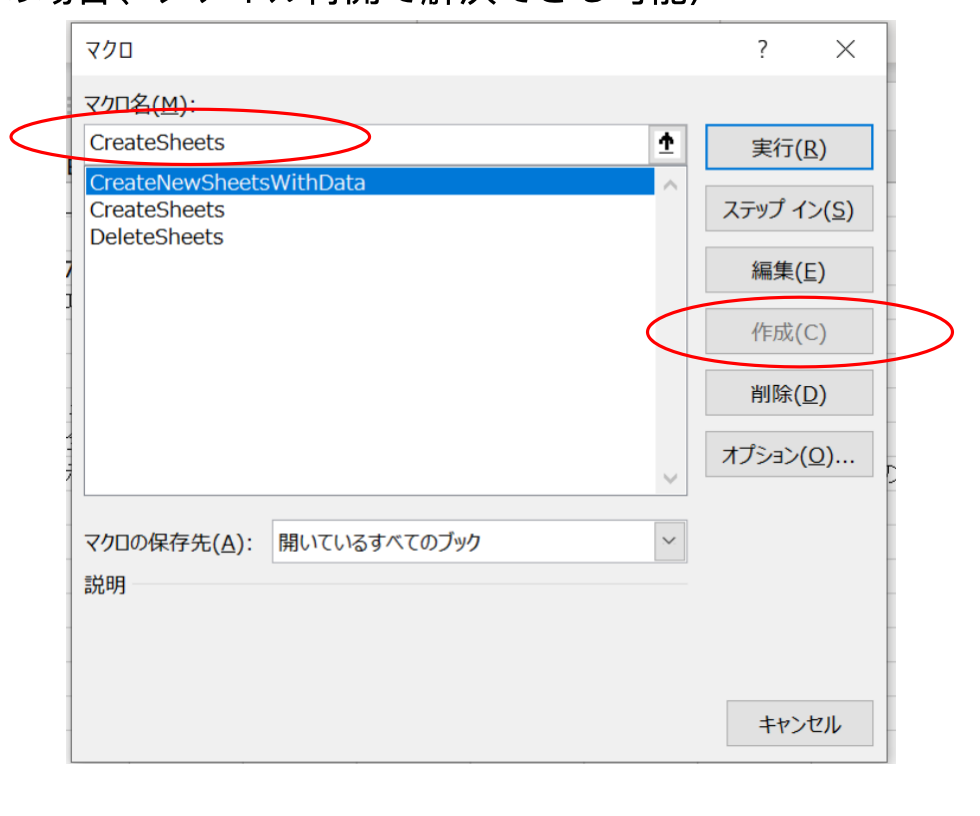 マクロ
マクロ名(M):
CreateSheets
実行(R)
CreateNewSheetsWithData
CreateSheets
ステップ イン(S)
DeleteSheets
編集(E)
作成(C)
削除(D)
オプション(O)...
マクロの保存先(A):
開いているすべてのブック
説明
キャンセル